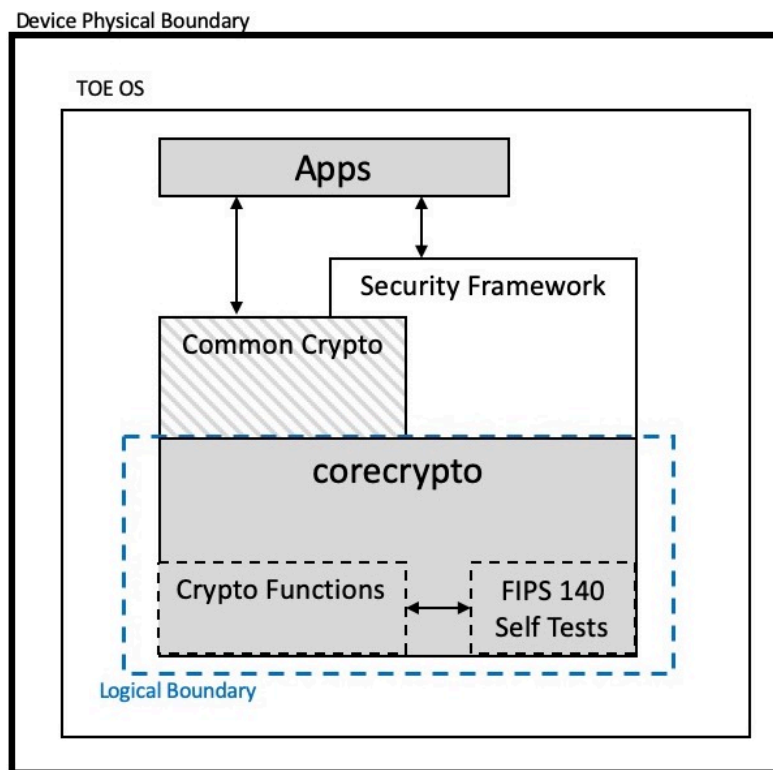 Device Physical Boundary
TOE OS
Apps
Security Framework
Common Crypto
corecrypto
Crypto Functions
FIPS 140
Self Tests
Logical Boundary